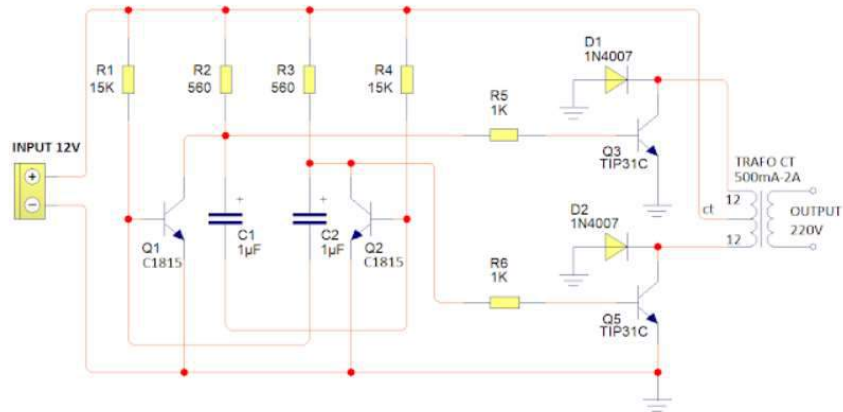 R1
15K
R2
560
R3
560
R4
15K
D1
1N4007
R5
1K
INPUT 12V
+
−
Q3
TIP31C
TRAFO CT
500mA-2A
12
ct
12
OUTPUT
220V
D2
1N4007
Q1
C1815
+
C1
1µF
+
C2
1µF
Q2
C1815
R6
1K
Q5
TIP31C